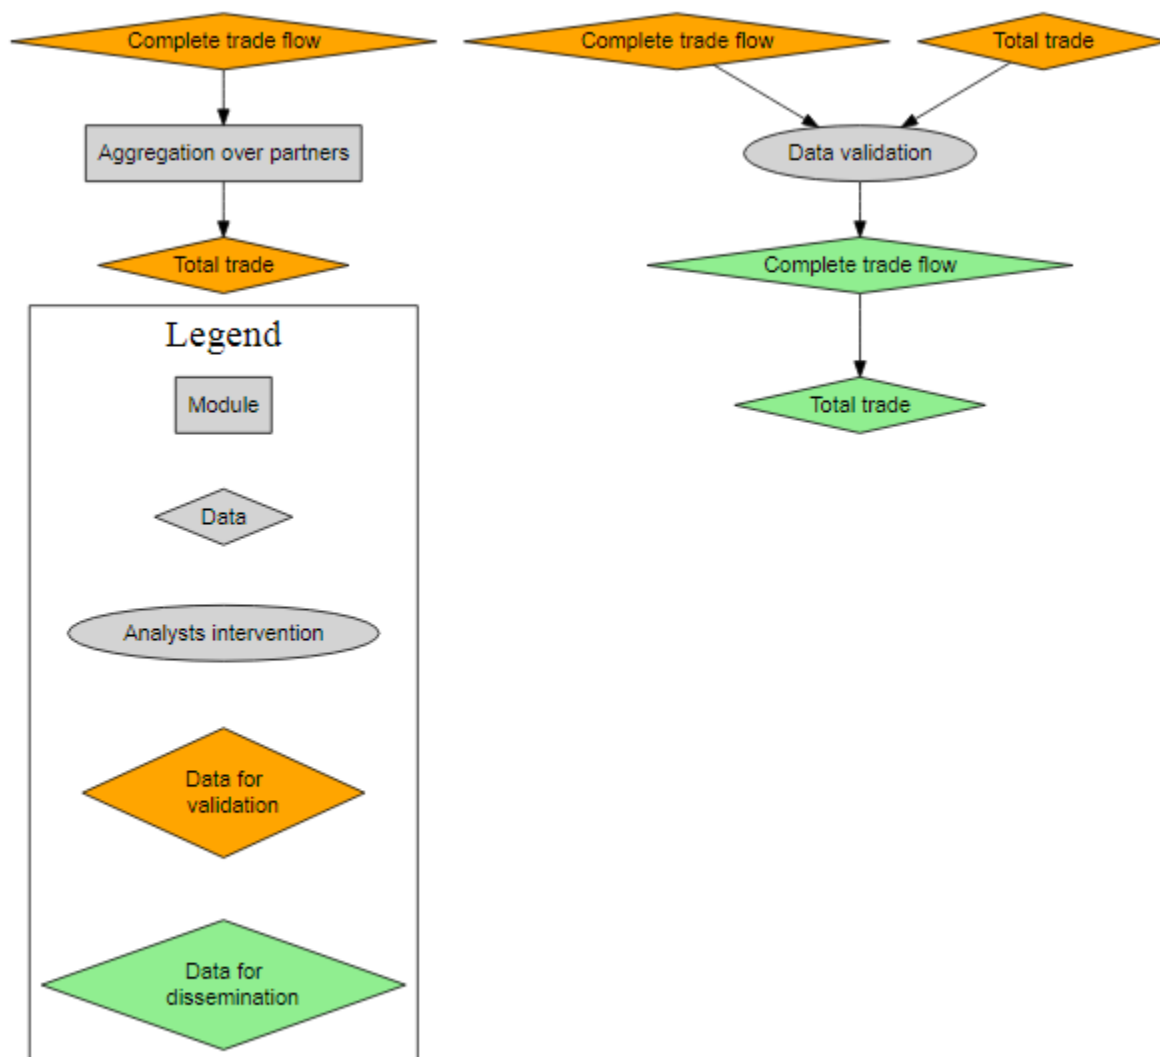 Complete trade flow
Aggregation over partners
Total trade
Complete trade flow
Total trade
Data validation
Complete trade flow
Total trade
Legend
Module
Data
Analysts intervention
Data for
validation
Data for
dissemination